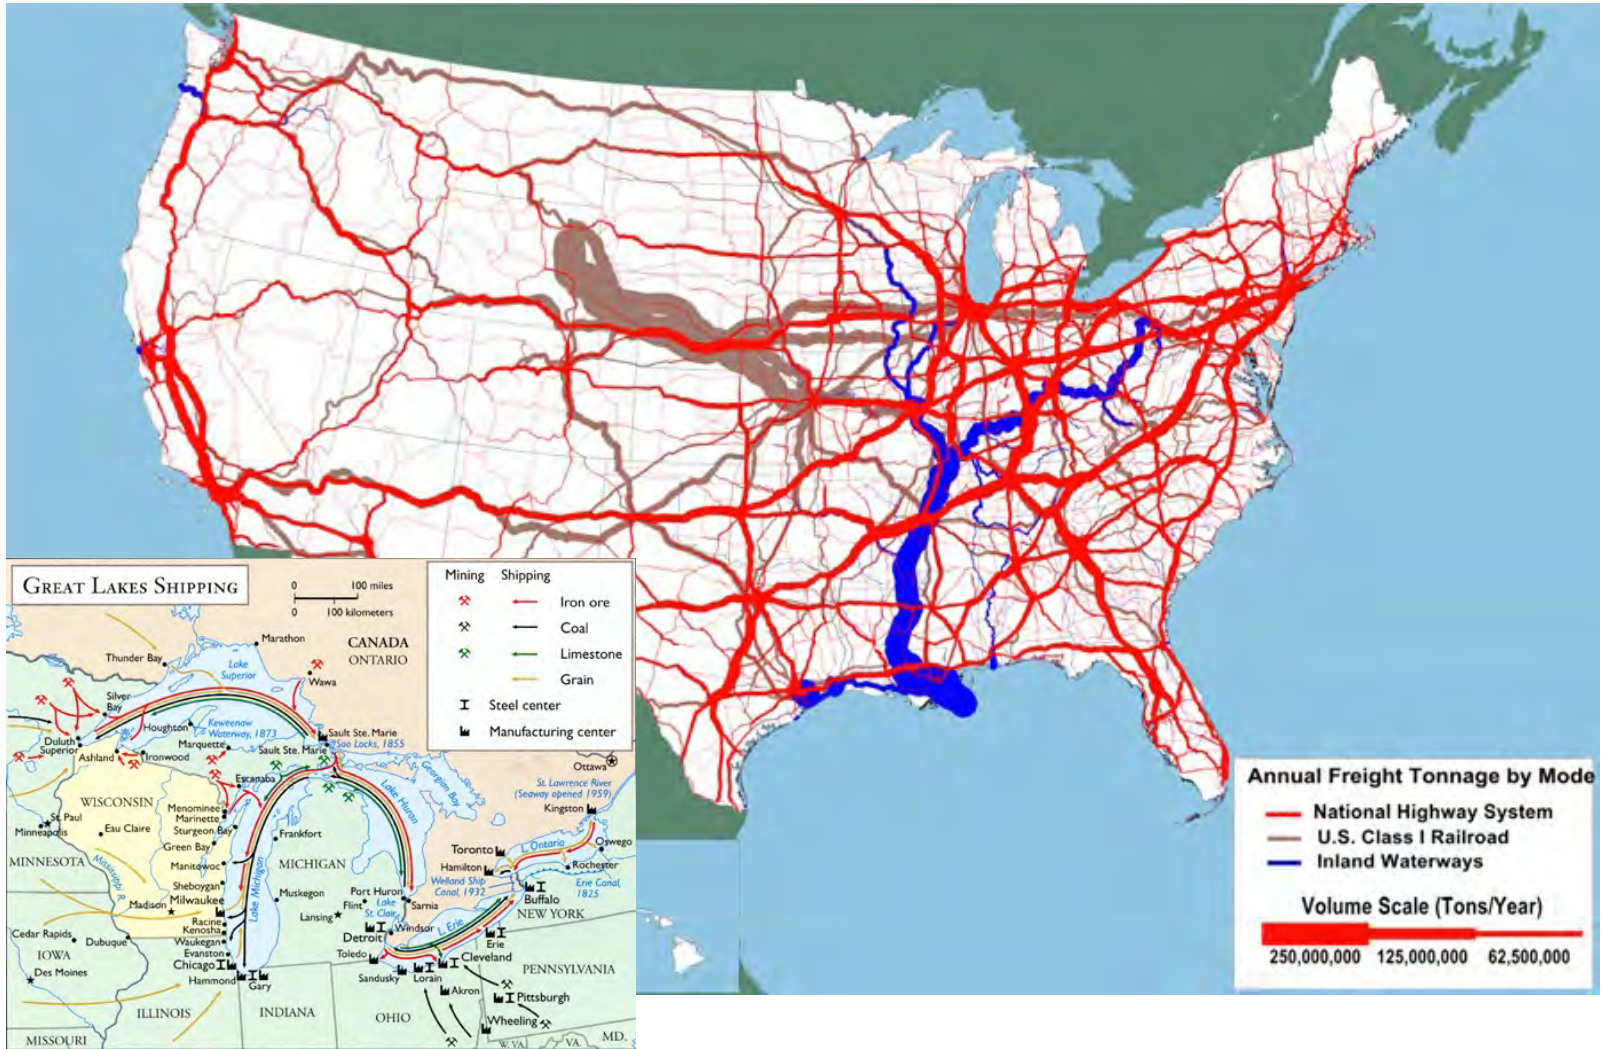 Annual Freight Tonnage by Mode
National Highway System
U.S. Class I Railroad
Inland Waterways
Volume Scale (Tons/Year)
250,000,000 125,000,000 62,500,000
GREAT LAKES SHIPPING
0 100 miles
0 100 kilometers
Mining Shipping
Iron ore
Coal
Limestone
Grain
Steel center
Manufacturing center
CANADA
ONTARIO
Marathon
Thunder Bay
Lake
Superior
Wawa
Silver
Bay
Houghton
Keweenaw
Waterway, 1873
Sault Ste. Marie
Soo Locks, 1855
Duluth
Superior
Marquette
Sault Ste. Marie
Ashland
Ironwood
Ottawa
Georgian Bay
Escanaba
St. Lawrence River
(Seaway opened 1959)
WISCONSIN
Lake Huron
Kingston
Menominee
Marinette
St. Paul
Minneapolis
Eau Claire
Sturgeon Bay
Frankfort
Green Bay
L. Ontario
Oswego
Toronto
MINNESOTA
Mississippi R.
Manitowoc
MICHIGAN
Hamilton
Rochester
Welland Ship
Canal, 1932
Erie Canal,
1825
Sheboygan
Lake Michigan
Muskegon
Port Huron
Flint
Lake
St. Clair
Sarnia
Buffalo
NEW YORK
Madison
Milwaukee
Lansing
Racine
Kenosha
Windsor
L. Erie
Cedar Rapids
Dubuque
Waukegan
Detroit
Erie
IOWA
Evanston
Toledo
Cleveland
Chicago
Des Moines
Hammond
Gary
Sandusky
Lorain
PENNSYLVANIA
Akron
Pittsburgh
ILLINOIS
INDIANA
OHIO
Wheeling
MISSOURI
W. VA.
VA.
MD.